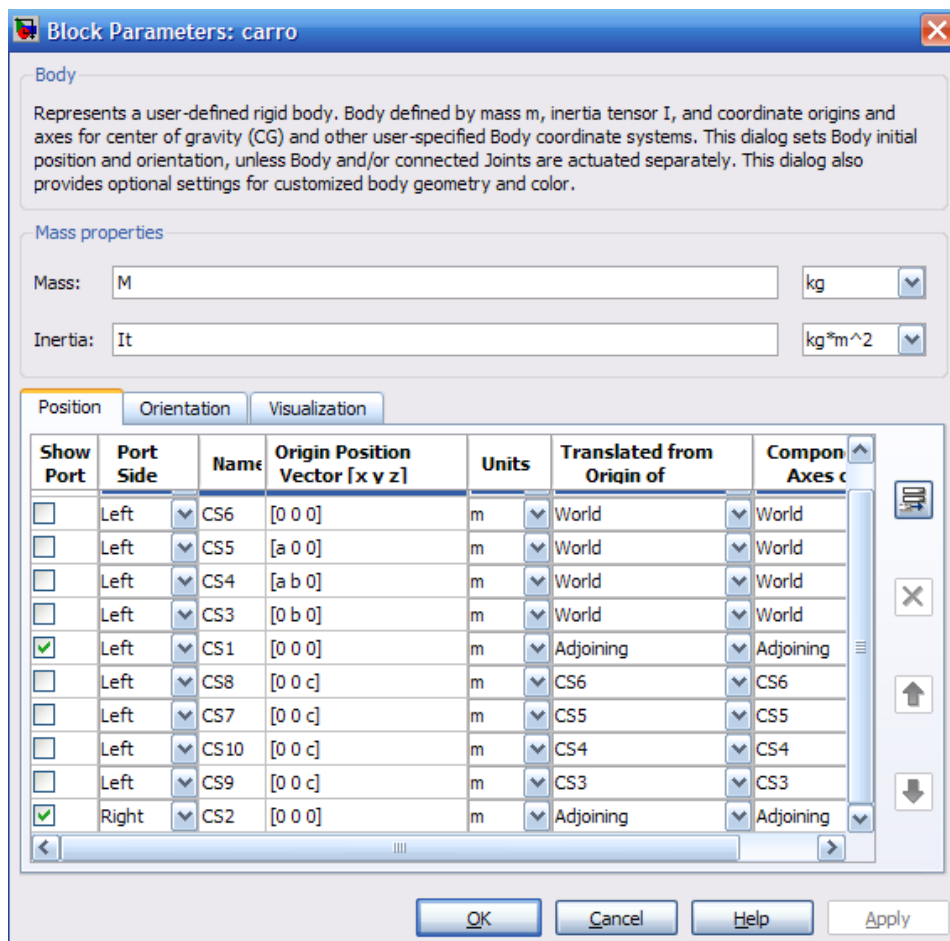 Block Parameters: carro
Body
Represents a user-defined rigid body. Body defined by mass m, inertia tensor I, and coordinate origins and
axes for center of gravity (CG) and other user-specified Body coordinate systems. This dialog sets Body initial
position and orientation, unless Body and/or connected Joints are actuated separately. This dialog also
provides optional settings for customized body geometry and color.
Mass properties
Mass: M kg
Inertia: It kg*m^2
Position Orientation Visualization
Show Port Port Side Name Origin Position Vector [x y z] Units Translated from Origin of Compon Axes o
Left CS6 [0 0 0] m World World
Left CS5 [a 0 0] m World World
Left CS4 [a b 0] m World World
Left CS3 [0 b 0] m World World
Left CS1 [0 0 0] m Adjoining Adjoining
Left CS8 [0 0 c] m CS6 CS6
Left CS7 [0 0 c] m CS5 CS5
Left CS10 [0 0 c] m CS4 CS4
Left CS9 [0 0 c] m CS3 CS3
Right CS2 [0 0 0] m Adjoining Adjoining
OK Cancel Help Apply